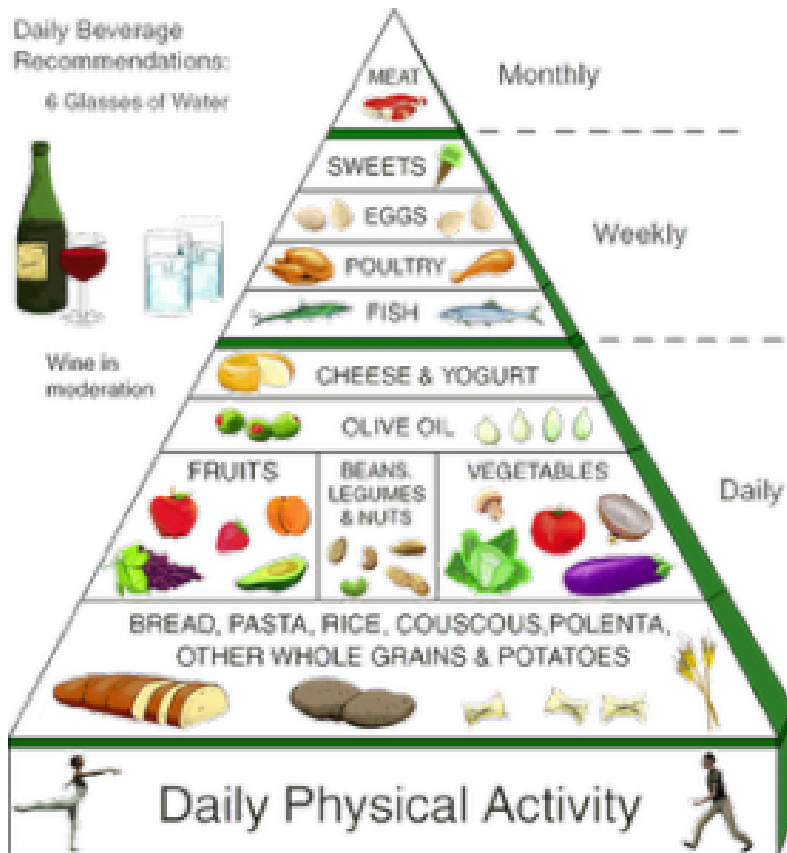 Daily Beverage
Recommendations:
6 Glasses of Water
Wine in
moderation
MEAT
Monthly
SWEETS
EGGS
POULTRY
FISH
Weekly
CHEESE & YOGURT
OLIVE OIL
FRUITS
BEANS,
LEGUMES
& NUTS
VEGETABLES
Daily
BREAD, PASTA, RICE, COUSCOUS,POLENTA,
OTHER WHOLE GRAINS & POTATOES
Daily Physical Activity